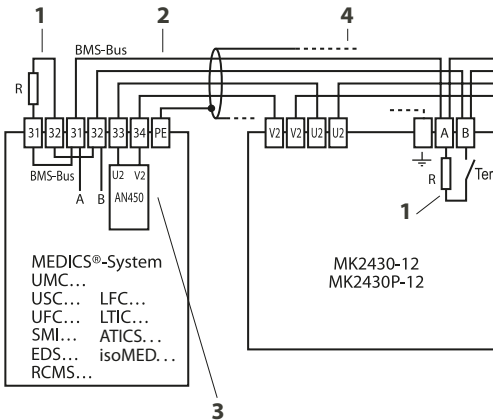 1 2 4
BMS-Bus
R
31 32 31 32 33 34 PE
V2 V2 U2 U2 A B
BMS-Bus
U2 V2
A B AN450
R
Ter
1
MEDICS®-System
UMC...
USC... LFC...
UFC... LTIC...
SMI... ATICS...
EDS... isoMED...
RCMS...
MK2430-12
MK2430P-12
3